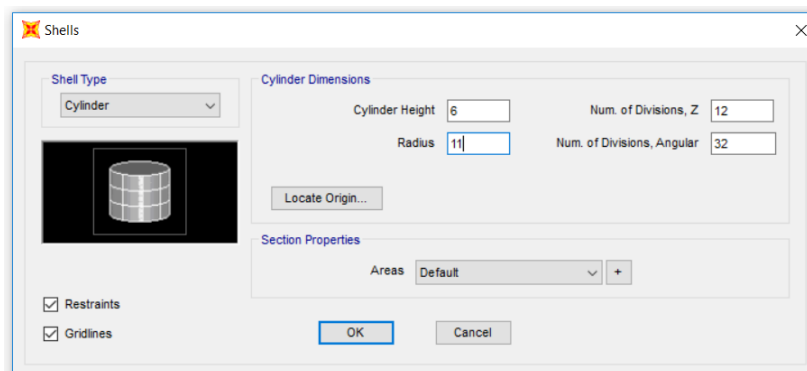 Shells
Shell Type
Cylinder
Cylinder Dimensions
Cylinder Height 6 Num. of Divisions, Z 12
Radius 11 Num. of Divisions, Angular 32
Locate Origin...
Section Properties
Areas Default +
Restraints
Gridlines
OK Cancel